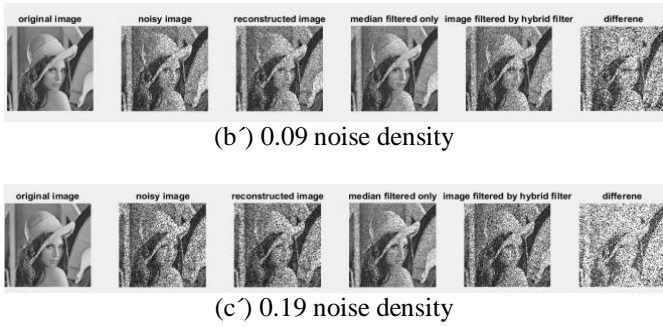 original image noisy image reconstructed image median filtered only image filtered by hybrid filter differene
(b´) 0.09 noise density
original image noisy image reconstructed image median filtered only image filtered by hybrid filter differene
(c´) 0.19 noise density